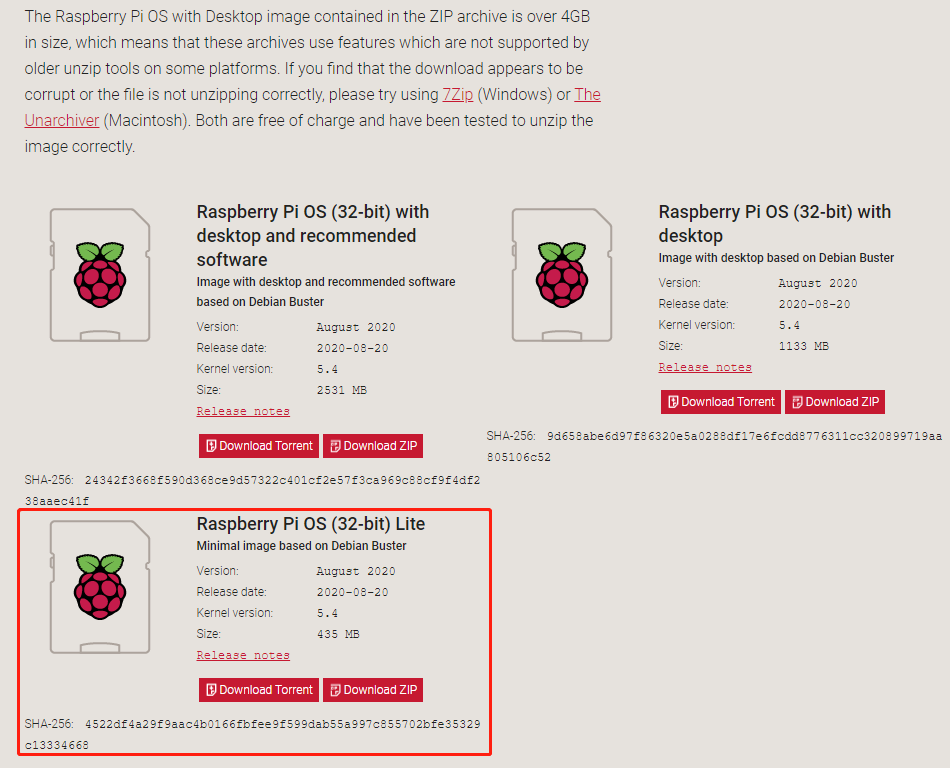 The Raspberry Pi OS with Desktop image contained in the ZIP archive is over 4GB
in size, which means that these archives use features which are not supported by
older unzip tools on some platforms. If you find that the download appears to be
corrupt or the file is not unzipping correctly, please try using 7Zip (Windows) or The
Unarchiver (Macintosh). Both are free of charge and have been tested to unzip the
image correctly.
Raspberry Pi OS (32-bit) with
desktop and recommended
software
Image with desktop and recommended software
based on Debian Buster
Version: August 2020
Release date: 2020-08-20
Kernel version: 5.4
Size: 2531 MB
Release notes
Download Torrent Download ZIP
SHA-256: 24342f3668f590d368ce9d57322c401cf2e57f3ca969c88cf9f4df2
38aaec41f
Raspberry Pi OS (32-bit) with
desktop
Image with desktop based on Debian Buster
Version: August 2020
Release date: 2020-08-20
Kernel version: 5.4
Size: 1133 MB
Release notes
Download Torrent Download ZIP
SHA-256: 9d658abe6d97f86320e5a0288df17e6fcdd8776311cc320899719aa
805106c52
Raspberry Pi OS (32-bit) Lite
Minimal image based on Debian Buster
Version: August 2020
Release date: 2020-08-20
Kernel version: 5.4
Size: 435 MB
Release notes
Download Torrent Download ZIP
SHA-256: 4522df4a29f9aac4b0166fbfee9f599dab55a997c855702bfe35329
c13334668